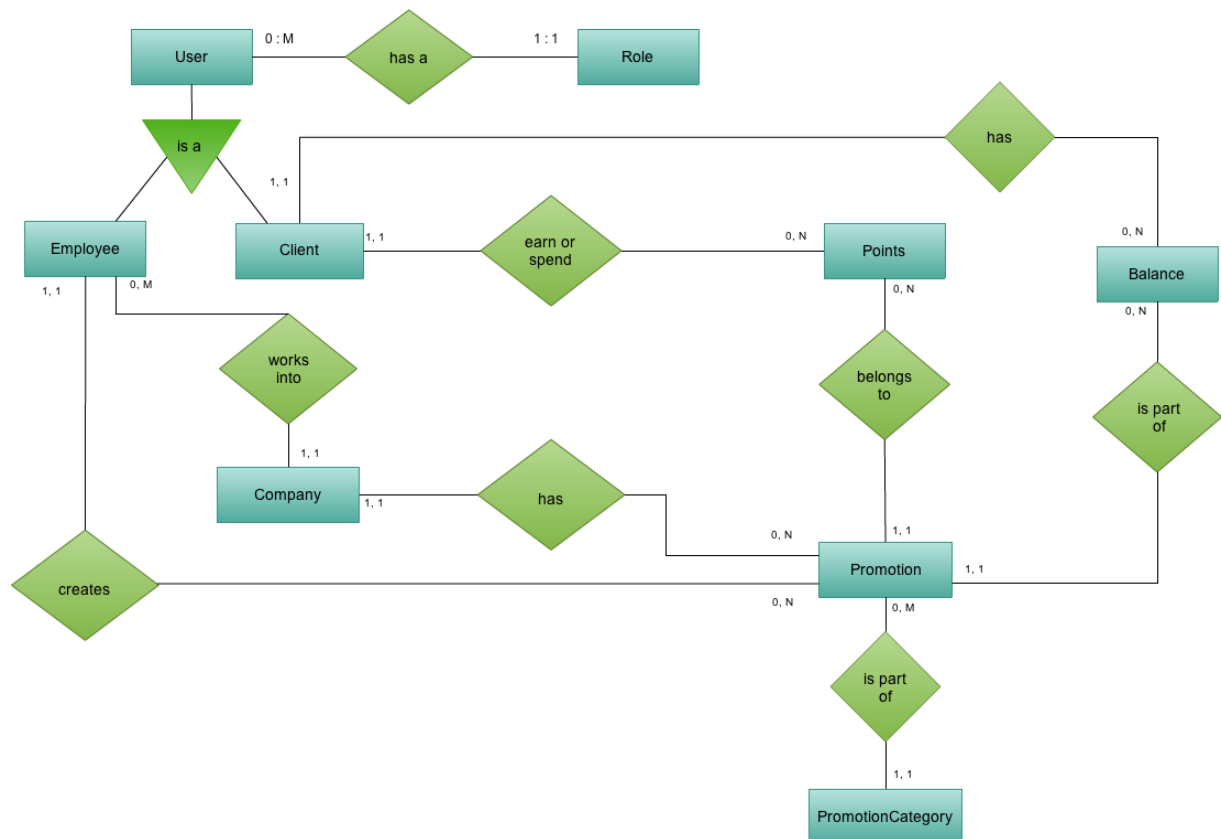 0 : M
1 : 1
User
has a
Role
is a
has
1, 1
Employee
Client
1, 1
earn or
spend
0, N
Points
0, N
Balance
1, 1
0, M
0, N
0, N
works
into
belongs
to
is part
of
1, 1
Company
1, 1
has
0, N
1, 1
Promotion
1, 1
creates
0, N
0, M
is part
of
1, 1
PromotionCategory